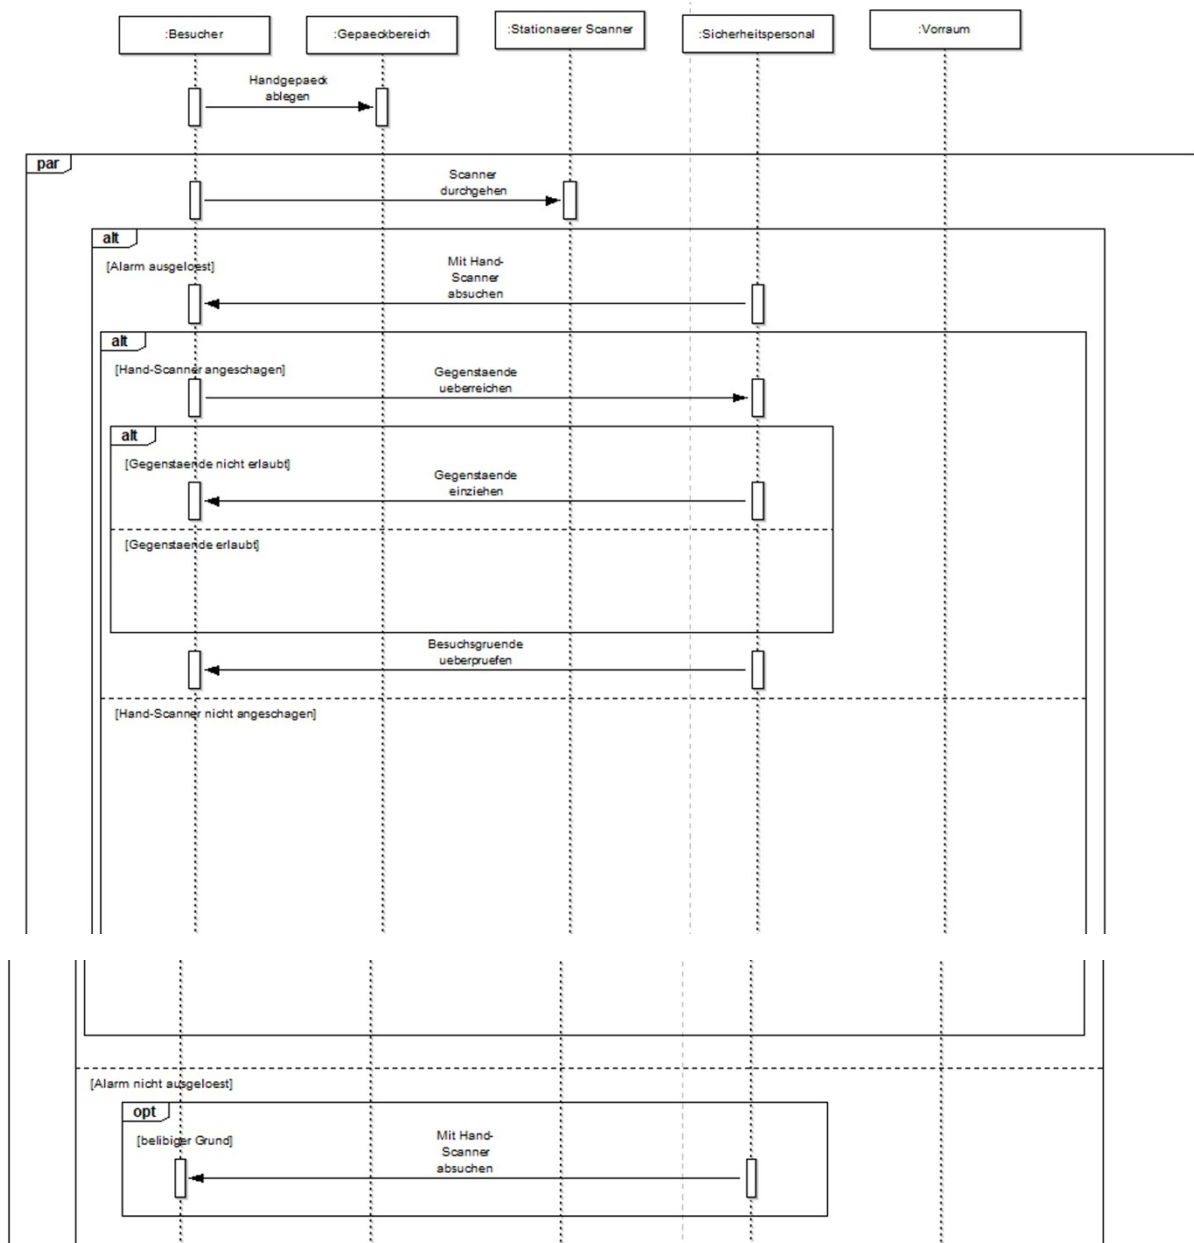 :Besucher
:Gepaeckbereich
:Stationaerer Scanner
:Sicherheitspersonal
:Vorraum
Handgepaeck
ablegen
par
Scanner
durchgehen
alt
[Alarm ausgeloest]
Mit Hand-
Scanner
absuchen
alt
[Hand-Scanner angeschagen]
Gegenstaende
ueberreichen
alt
[Gegenstaende nicht erlaubt]
Gegenstaende
einziehen
[Gegenstaende erlaubt]
Besuchsgruende
ueberpruefen
[Hand-Scanner nicht angeschagen]
[Alarm nicht ausgeloest]
opt
[belibiger Grund]
Mit Hand-
Scanner
absuchen